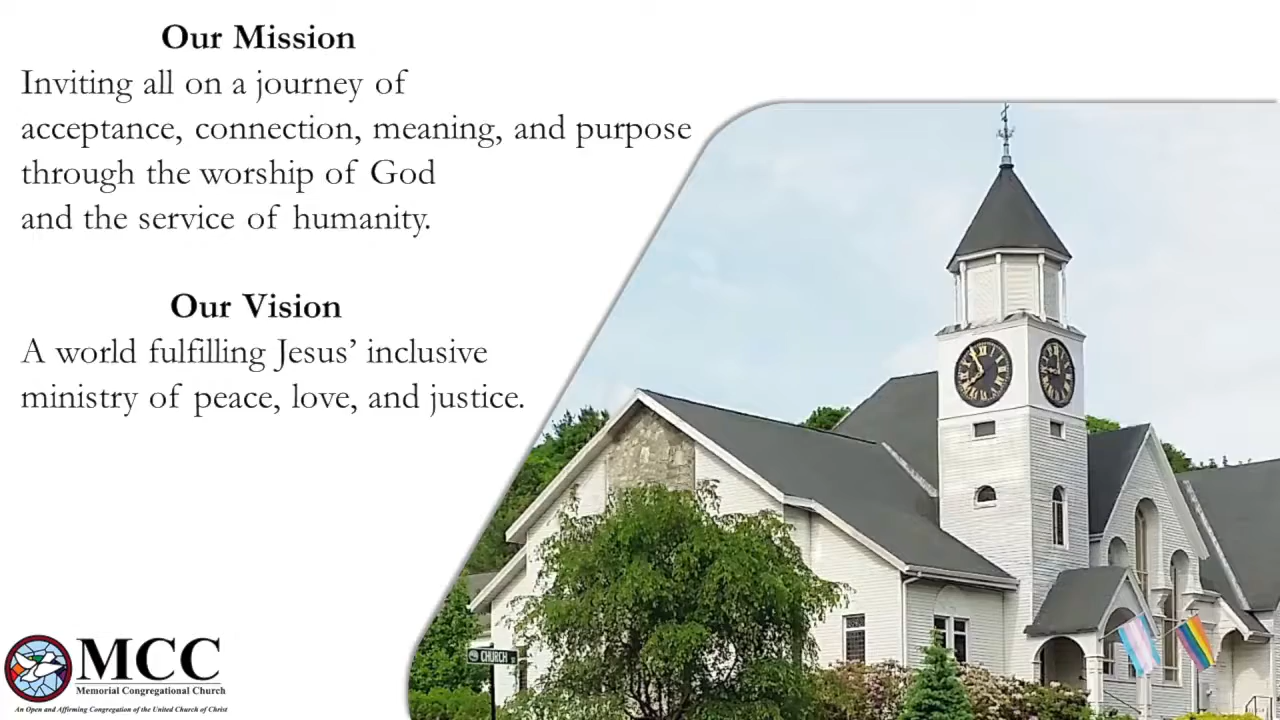 Our Mission
Inviting all on a journey of
acceptance, connection, meaning, and purpose
through the worship of God
and the service of humanity.
Our Vision
A world fulfilling Jesus’ inclusive
ministry of peace, love, and justice.
CHURCH
MCC
Memorial Congregational Church
An Open and Affirming Congregation of the United Church of Christ